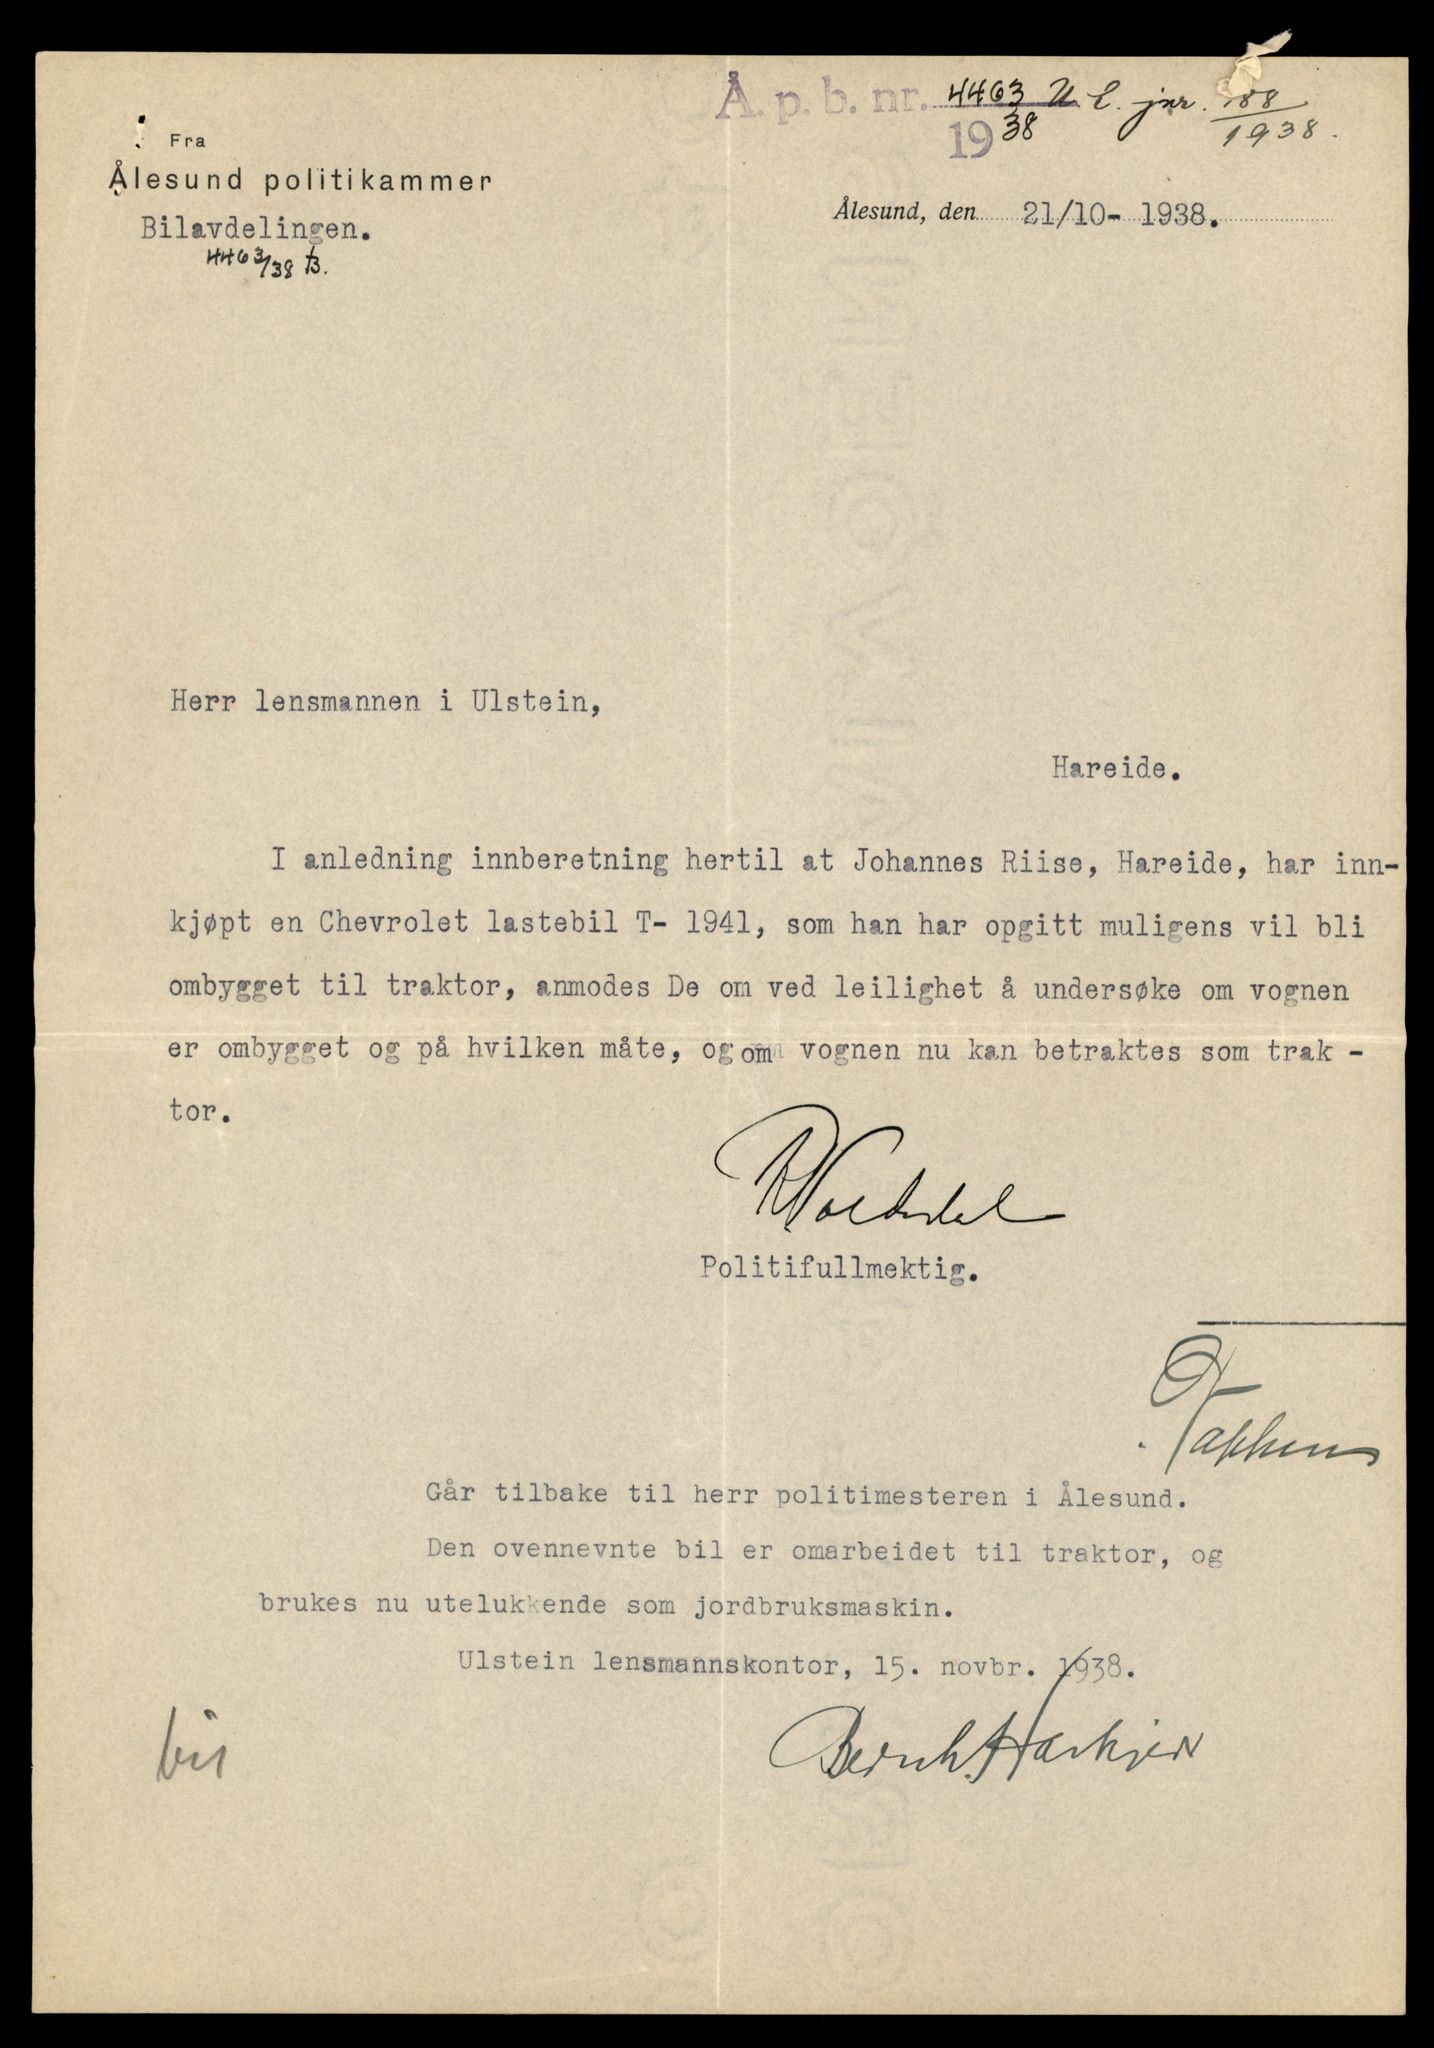 Å. p. b. nr. 4463 U. l. jnr. 188/1938.
1938
Fra
Ålesund politikammer
Bilavdelingen.
4463/38 B.
Ålesund, den 21/10- 1938.
Herr lensmannen i Ulstein,
Hareide.
I anledning innberetning hertil at Johannes Riise, Hareide, har inn-
kjøpt en Chevrolet lastebil T- 1941, som han har opgitt muligens vil bli
ombygget til traktor, anmodes De om ved leilighet å undersøke om vognen
er ombygget og på hvilken måte, og om vognen nu kan betraktes som trak -
tor.
Politifullmektig.
Går tilbake til herr politimesteren i Ålesund.
Den ovennevnte bil er omarbeidet til traktor, og
brukes nu utelukkende som jordbruksmaskin.
Ulstein lensmannskontor, 15. novbr. 1938.